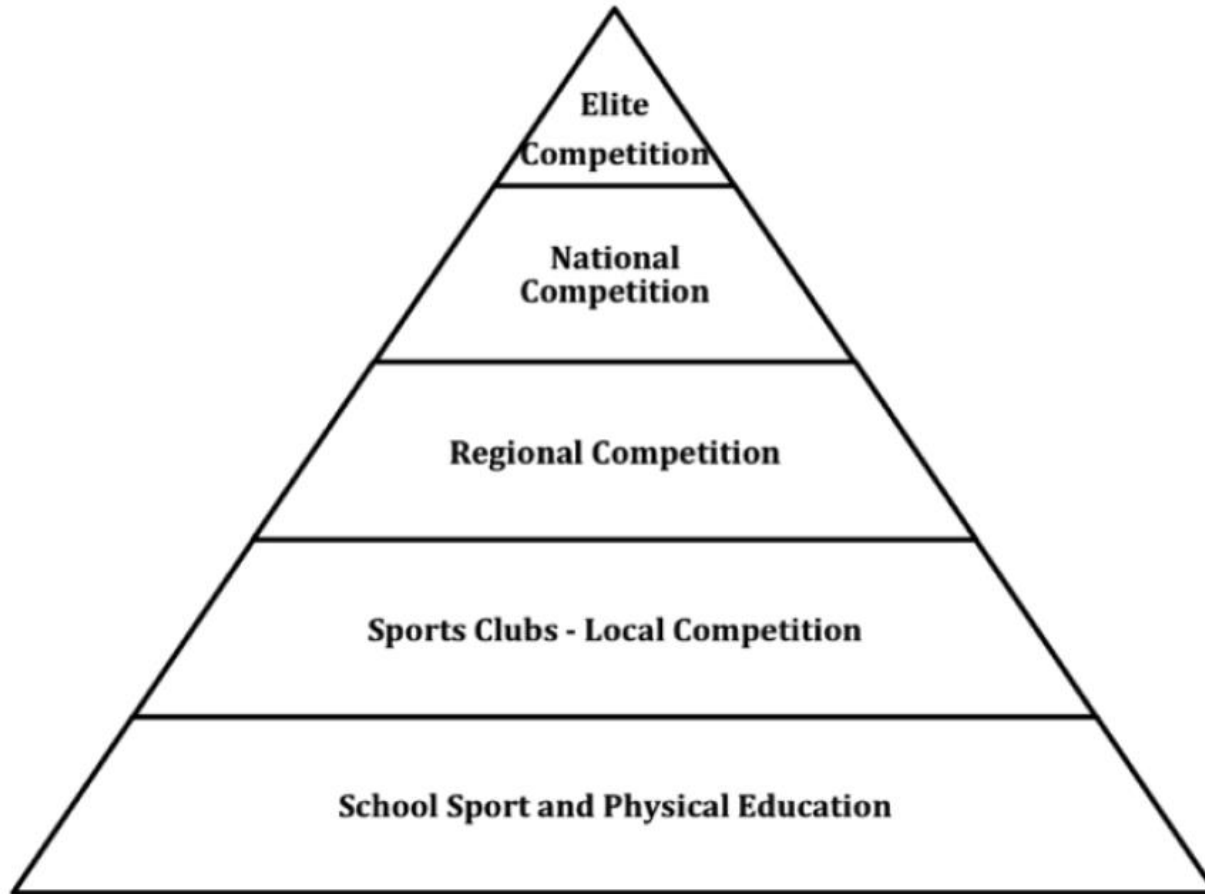 Elite
Competition
National
Competition
Regional Competition
Sports Clubs - Local Competition
School Sport and Physical Education